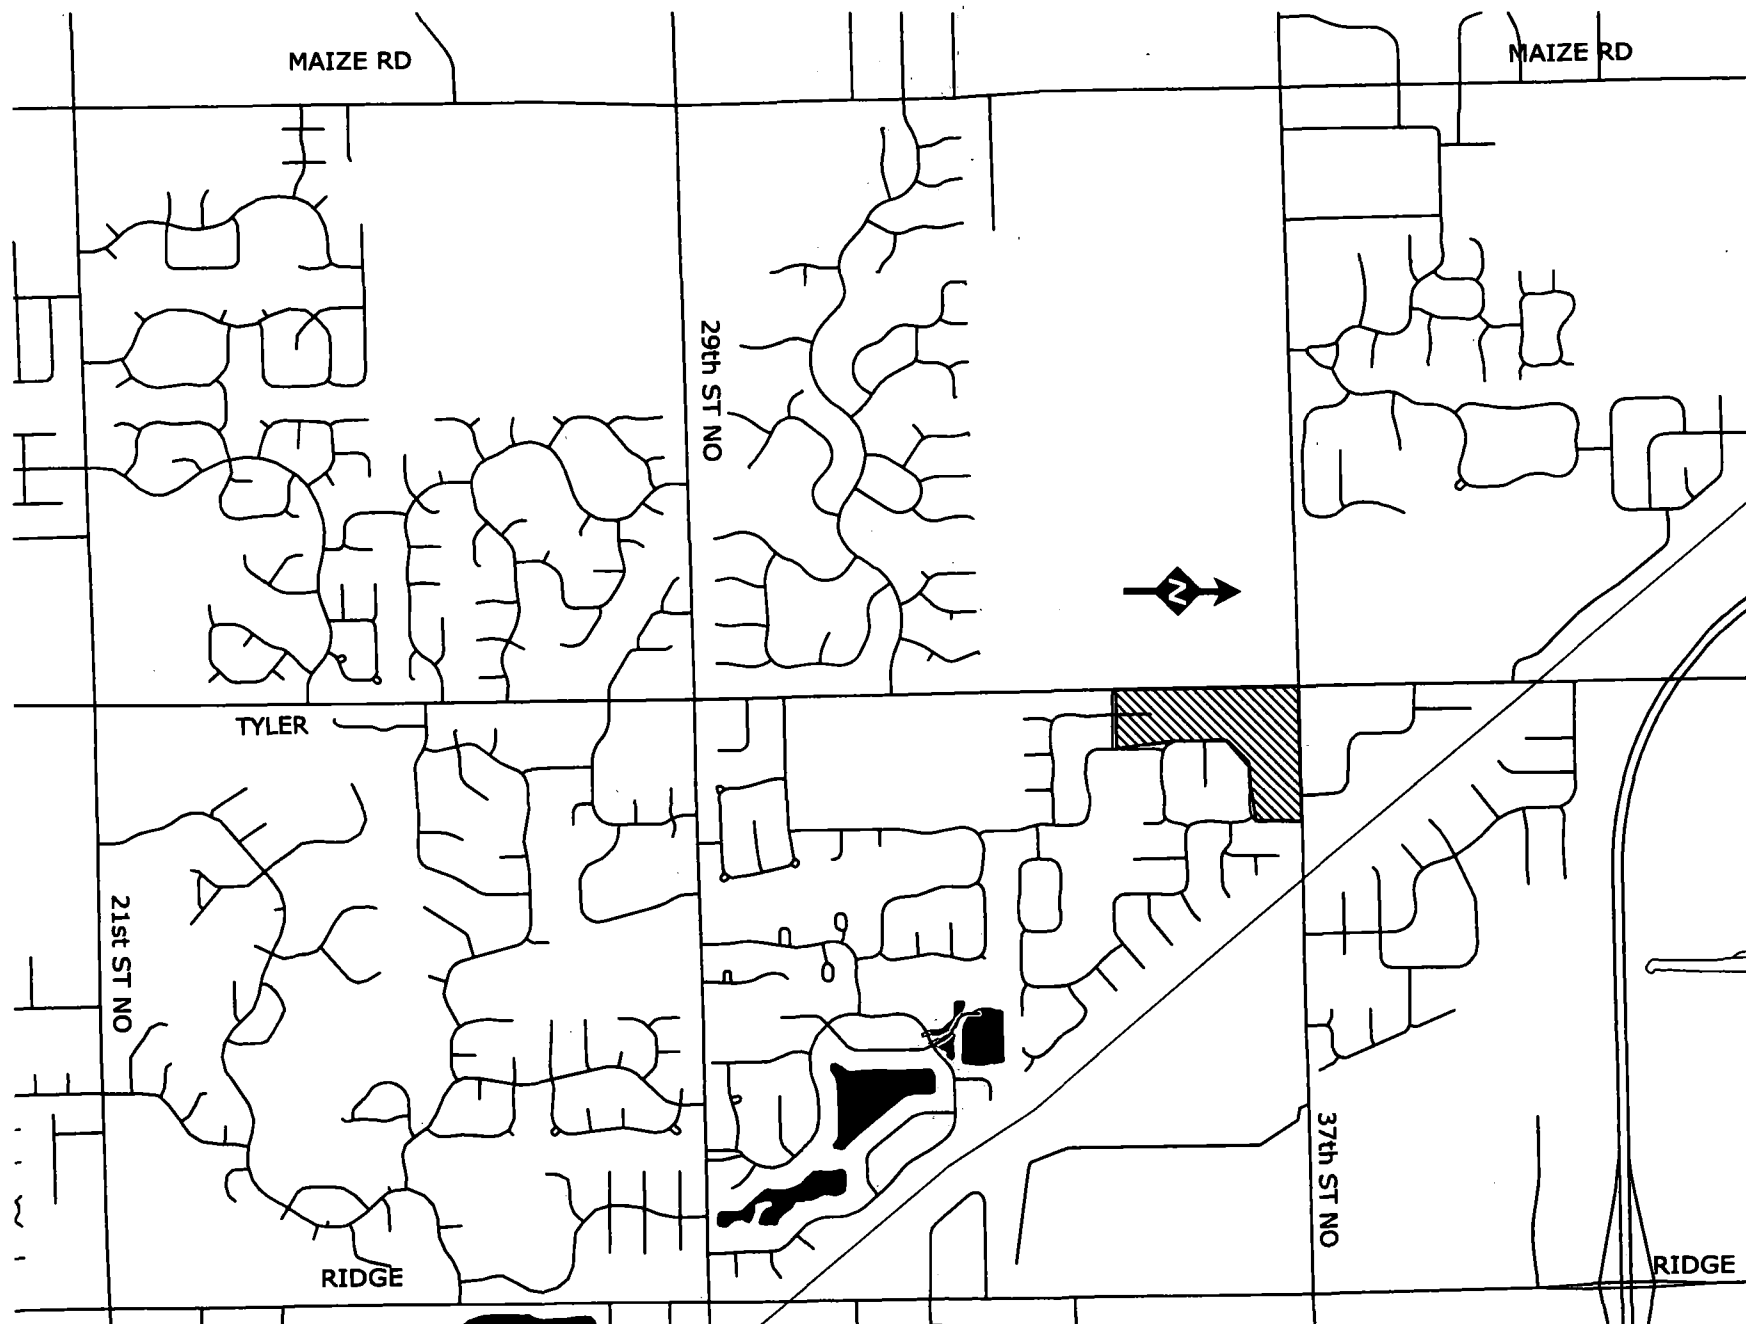 MAIZE RD
MAIZE RD
29th ST NO
N
TYLER
21st ST NO
37th ST NO
RIDGE
RIDGE